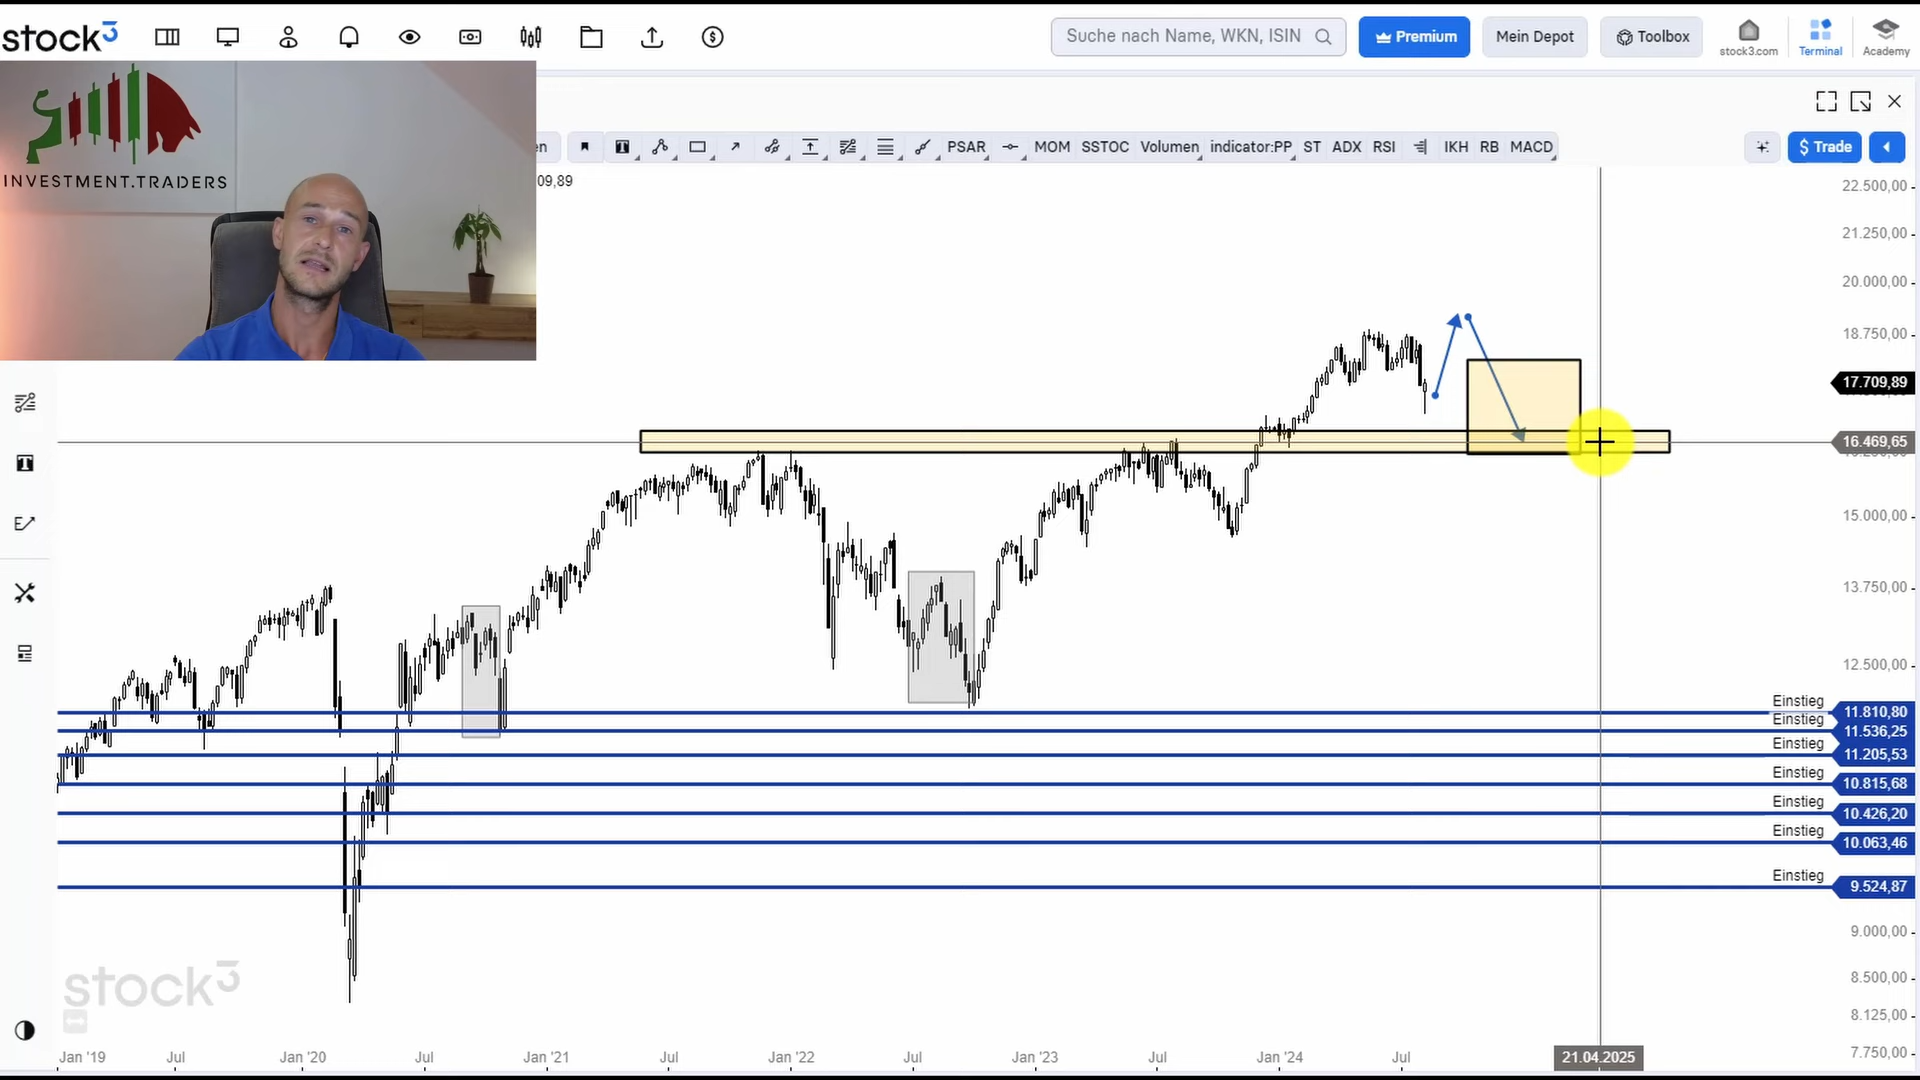 stock3
Suche nach Name, WKN, ISIN
Premium
Mein Depot
Toolbox
stock3.com
Terminal
Academy
INVESTMENT.TRADERS
en
PSAR
MOM
SSTOC
Volumen
indicator:PP
ST
ADX
RSI
IKH
RB
MACD
$ Trade
09,89
22.500,00
21.250,00
20.000,00
18.750,00
17.709,89
16.469,65
15.000,00
13.750,00
12.500,00
Einstieg
11.810,80
Einstieg
11.536,25
Einstieg
11.205,53
Einstieg
10.815,68
Einstieg
10.426,20
Einstieg
10.063,46
Einstieg
9.524,87
9.000,00
8.500,00
8.125,00
7.750,00
stock3
Jan '19
Jul
Jan '20
Jul
Jan '21
Jul
Jan '22
Jul
Jan '23
Jul
Jan '24
Jul
21.04.2025